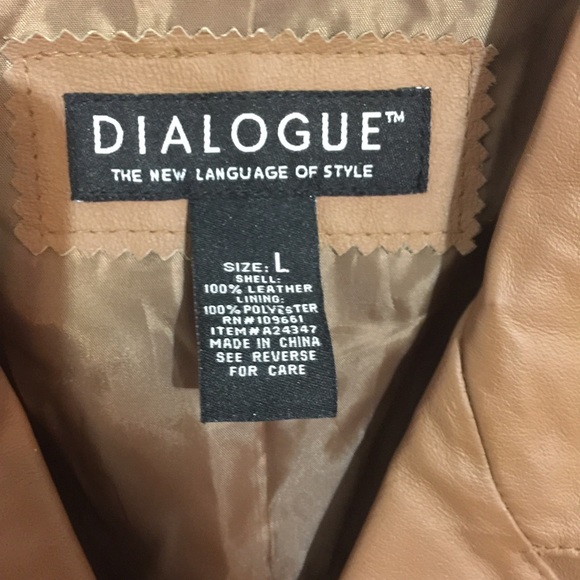 DIALOGUE™
THE NEW LANGUAGE OF STYLE
SIZE: L
SHELL:
100% LEATHER
LINING:
100% POLYESTER
RN#109661
ITEM#A24347
MADE IN CHINA
SEE REVERSE
FOR CARE